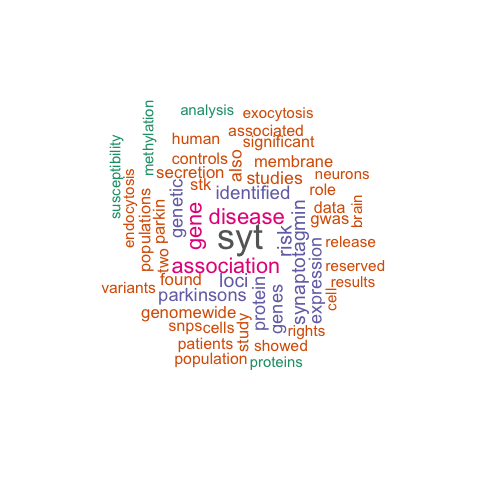 analysis
exocytosis
methylation
human
associated
significant
susceptibility
controls
also
membrane
endocytosis
secretion
stk
studies
neurons
genetic
identified
role
populations
parkin
gene
disease
data
brain
gwas
syt
risk
synaptotagmin
two
release
association
expression
reserved
variants
found
loci
protein
genes
cell
results
parkinsons
genomewide
snps
cells
study
rights
patients
showed
population
proteins